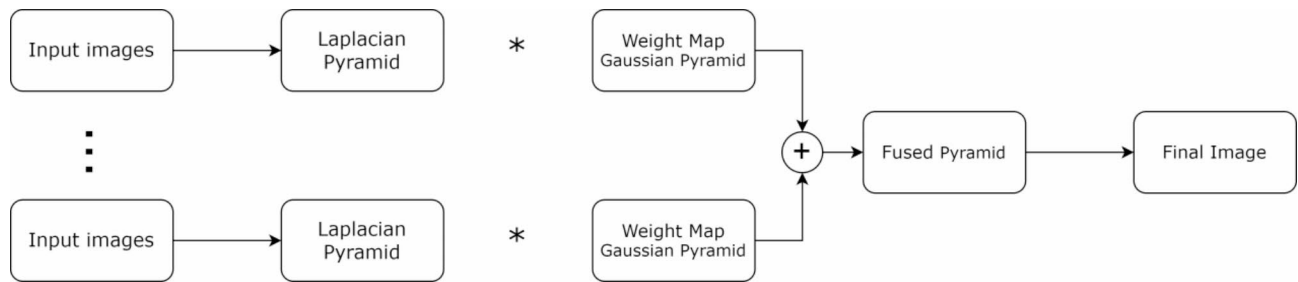 Input images
Laplacian
Pyramid
*
Weight Map
Gaussian Pyramid
+
Fused Pyramid
Final Image
Input images
Laplacian
Pyramid
*
Weight Map
Gaussian Pyramid